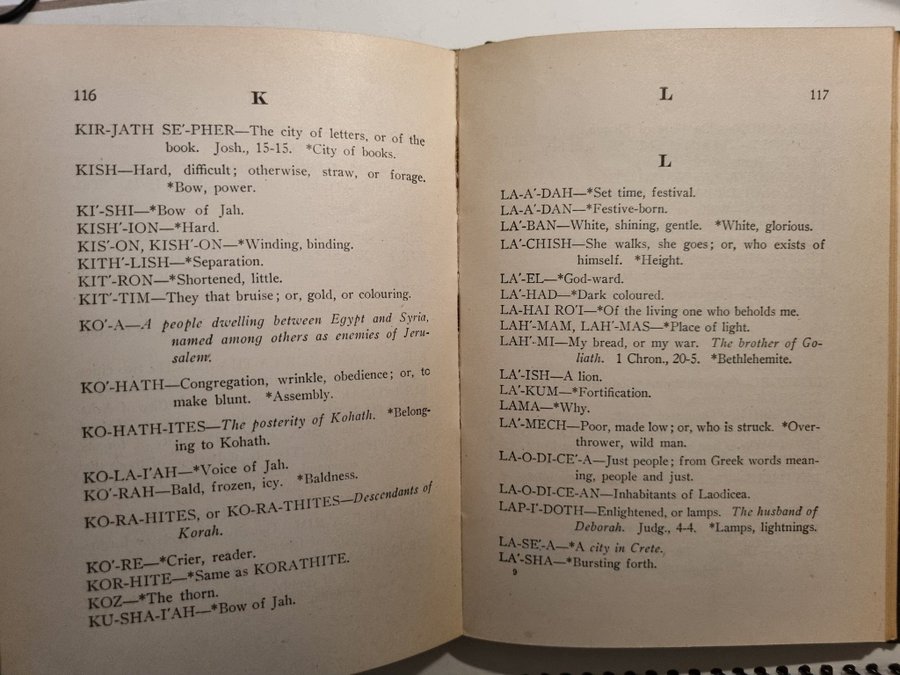 116
K
KIR-JATH SE′-PHER—The city of letters, or of the
book. Josh., 15-15. *City of books.
KISH—Hard, difficult; otherwise, straw, or forage.
*Bow, power.
KI′-SHI—*Bow of Jah.
KISH′-ION—*Hard.
KIS′-ON, KISH′-ON—*Winding, binding.
KITH′-LISH—*Separation.
KIT′-RON—*Shortened, little.
KIT′-TIM—They that bruise; or, gold, or colouring.
KO′-A—A people dwelling between Egypt and Syria,
named among others as enemies of Jeru-
salem.
KO′-HATH—Congregation, wrinkle, obedience; or, to
make blunt. *Assembly.
KO-HATH-ITES—The posterity of Kohath. *Belong-
ing to Kohath.
KO-LA-I′AH—*Voice of Jah.
KO′-RAH—Bald, frozen, icy. *Baldness.
KO-RA-HITES, or KO-RA-THITES—Descendants of
Korah.
KO′-RE—*Crier, reader.
KOR-HITE—*Same as KORATHITE.
KOZ—*The thorn.
KU-SHA-I′AH—*Bow of Jah.
L
117
L
LA-A′-DAH—*Set time, festival.
LA-A′-DAN—*Festive-born.
LA′-BAN—White, shining, gentle. *White, glorious.
LA′-CHISH—She walks, she goes; or, who exists of
himself. *Height.
LA′-EL—*God-ward.
LA′-HAD—*Dark coloured.
LA-HAI RO′I—*Of the living one who beholds me.
LAH′-MAM, LAH′-MAS—*Place of light.
LAH′-MI—My bread, or my war. The brother of Go-
liath. 1 Chron., 20-5. *Bethlehemite.
LA′-ISH—A lion.
LA′-KUM—*Fortification.
LAMA—*Why.
LA′-MECH—Poor, made low; or, who is struck. *Over-
thrower, wild man.
LA-O-DI-CE′-A—Just people; from Greek words mean-
ing, people and just.
LA-O-DI-CE-AN—Inhabitants of Laodicea.
LAP-I′-DOTH—Enlightened, or lamps. The husband of
Deborah. Judg., 4-4. *Lamps, lightnings.
LA-SE′-A—*A city in Crete.
LA′-SHA—*Bursting forth.
9